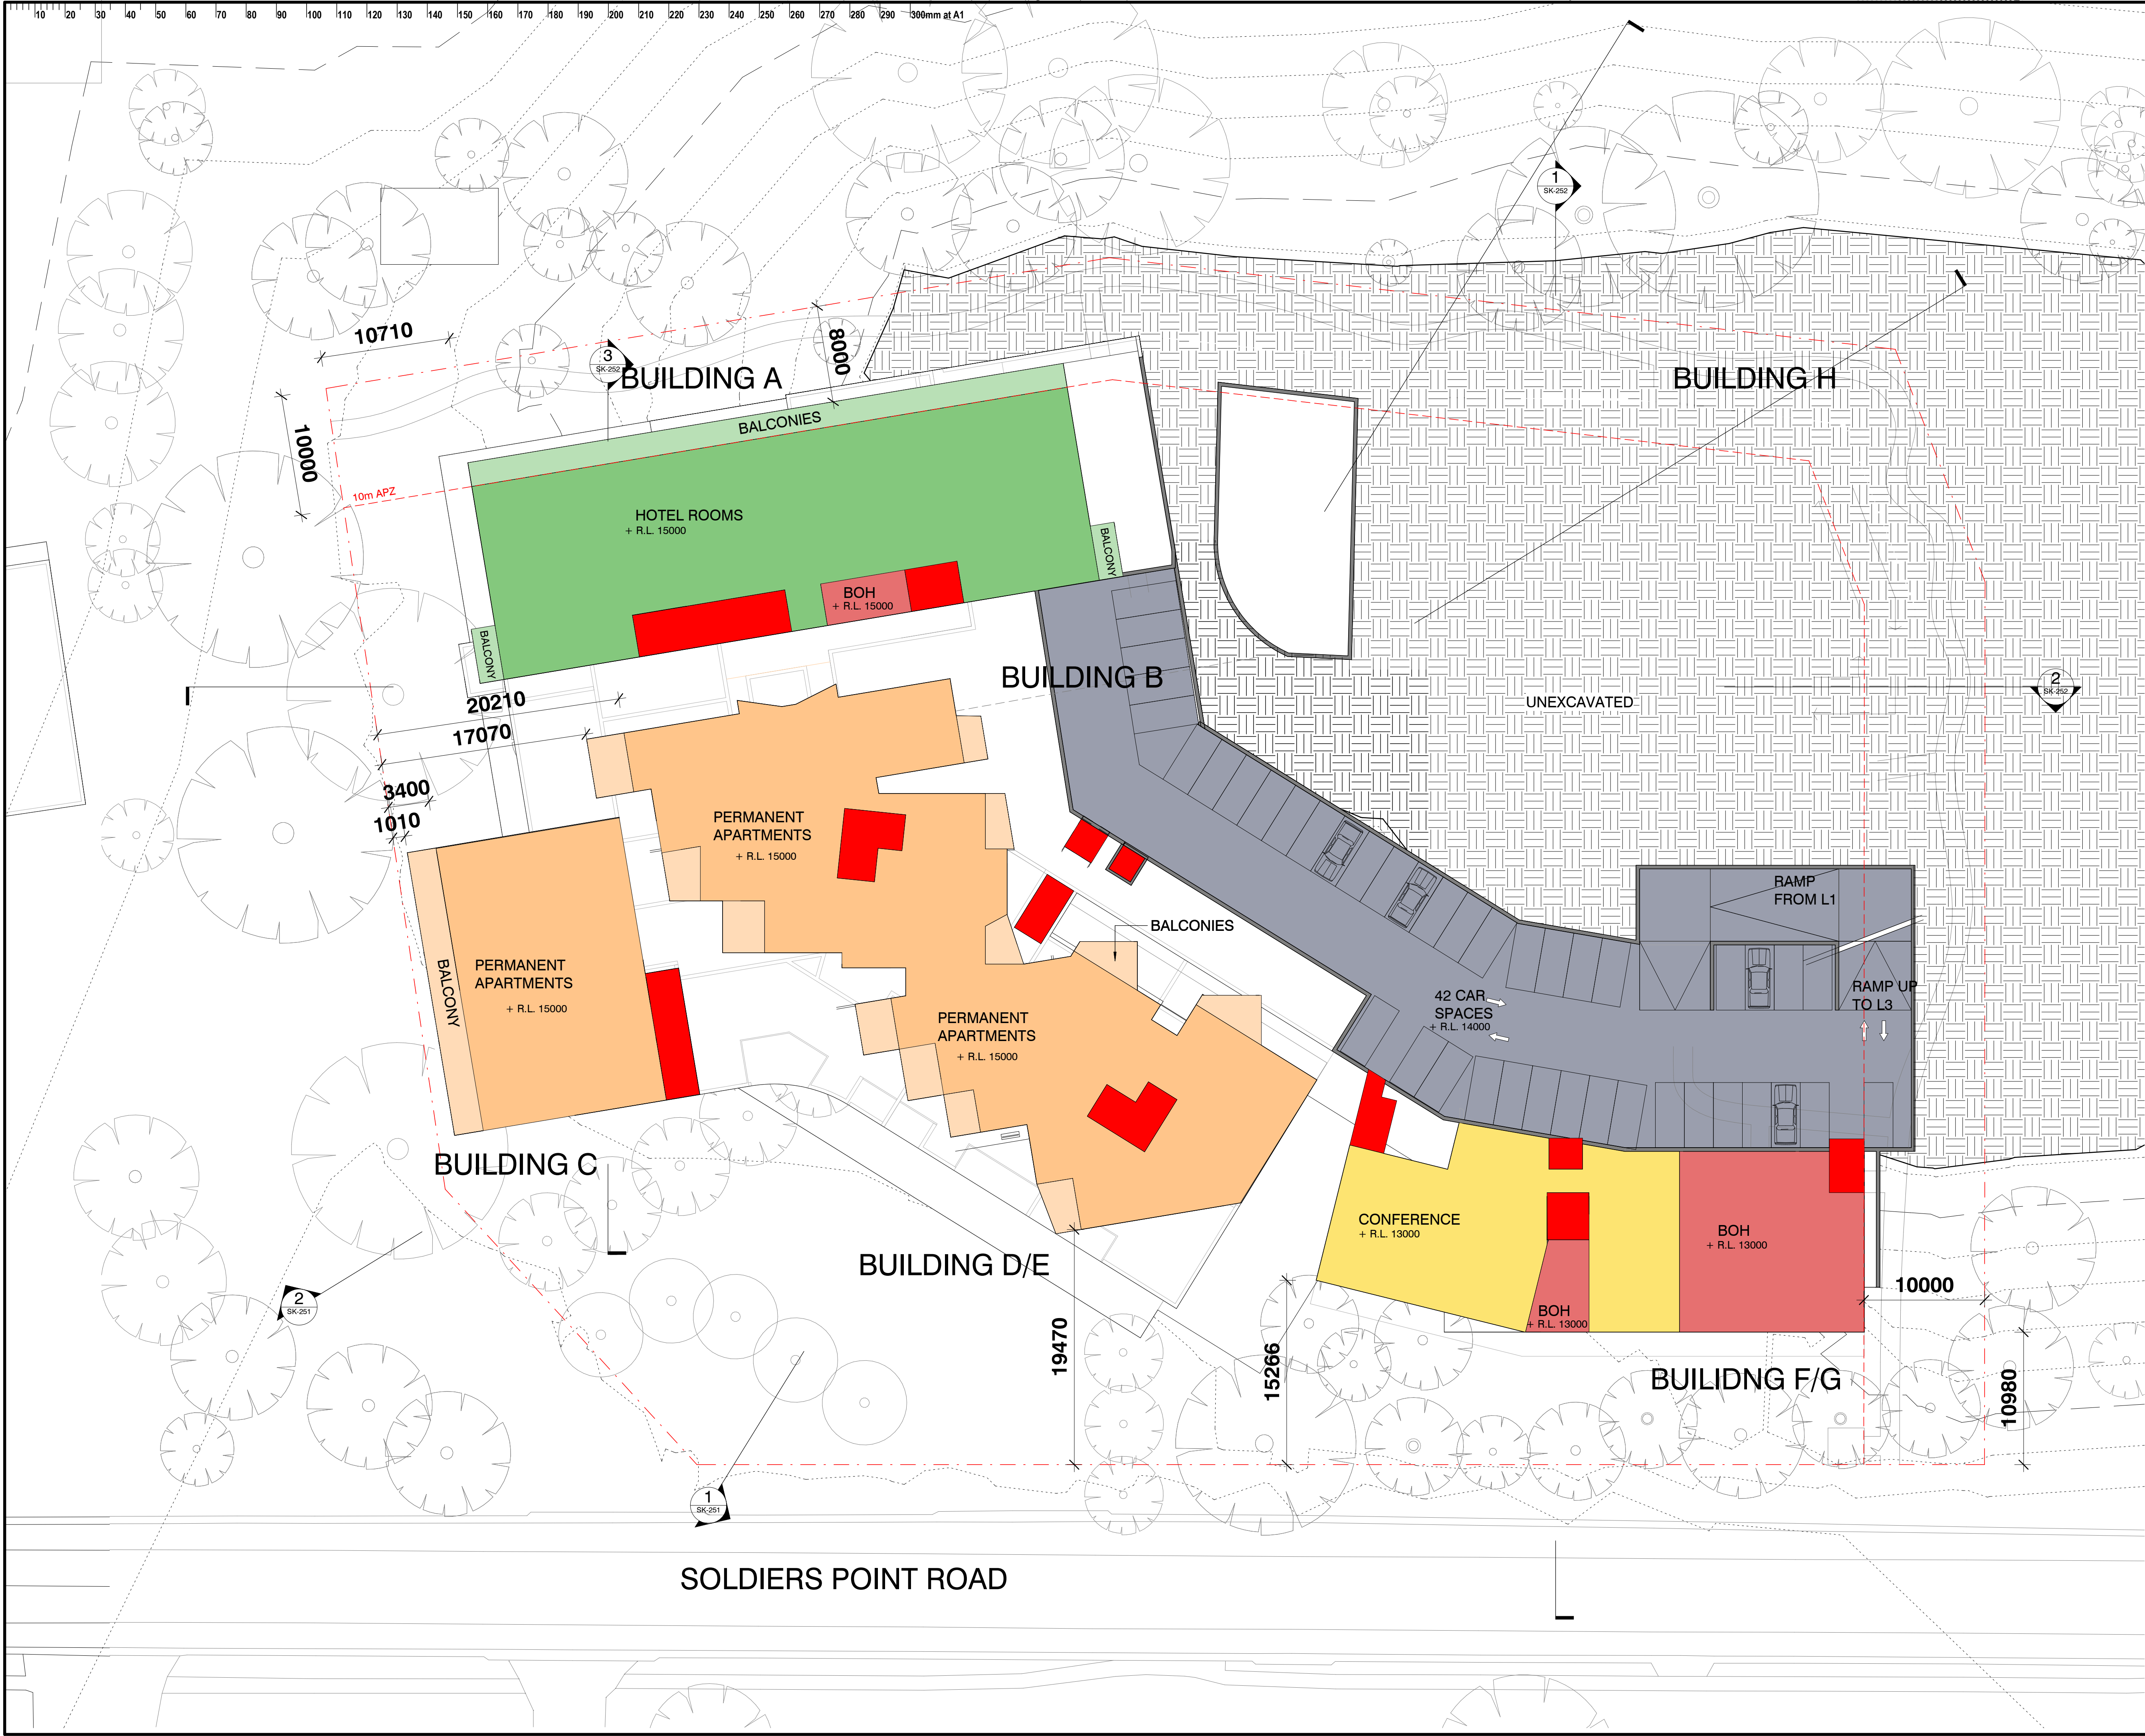 10 20 30 40 50 60 70 80 90 100 110 120 130 140 150 160 170 180 190 200 210 220 230 240 250 260 270 280 290 300mm at A1
1
SK-252
10710
8000
3
SK-252
BUILDING A
BUILDING H
BALCONIES
10000
10m APZ
HOTEL ROOMS
+ R.L. 15000
BALCONY
BOH
+ R.L. 15000
BALCONY
BUILDING B
2
SK-252
20210
UNEXCAVATED
17070
3400
1010
PERMANENT
APARTMENTS
+ R.L. 15000
RAMP
FROM L1
BALCONIES
BALCONY
PERMANENT
APARTMENTS
+ R.L. 15000
RAMP UP
TO L3
42 CAR
SPACES
+ R.L. 14000
PERMANENT
APARTMENTS
+ R.L. 15000
BUILDING C
CONFERENCE
+ R.L. 13000
BOH
+ R.L. 13000
BUILDING D/E
10000
2
SK-251
BOH
+ R.L. 13000
19470
15266
BUILIDNG F/G
10980
1
SK-251
SOLDIERS POINT ROAD